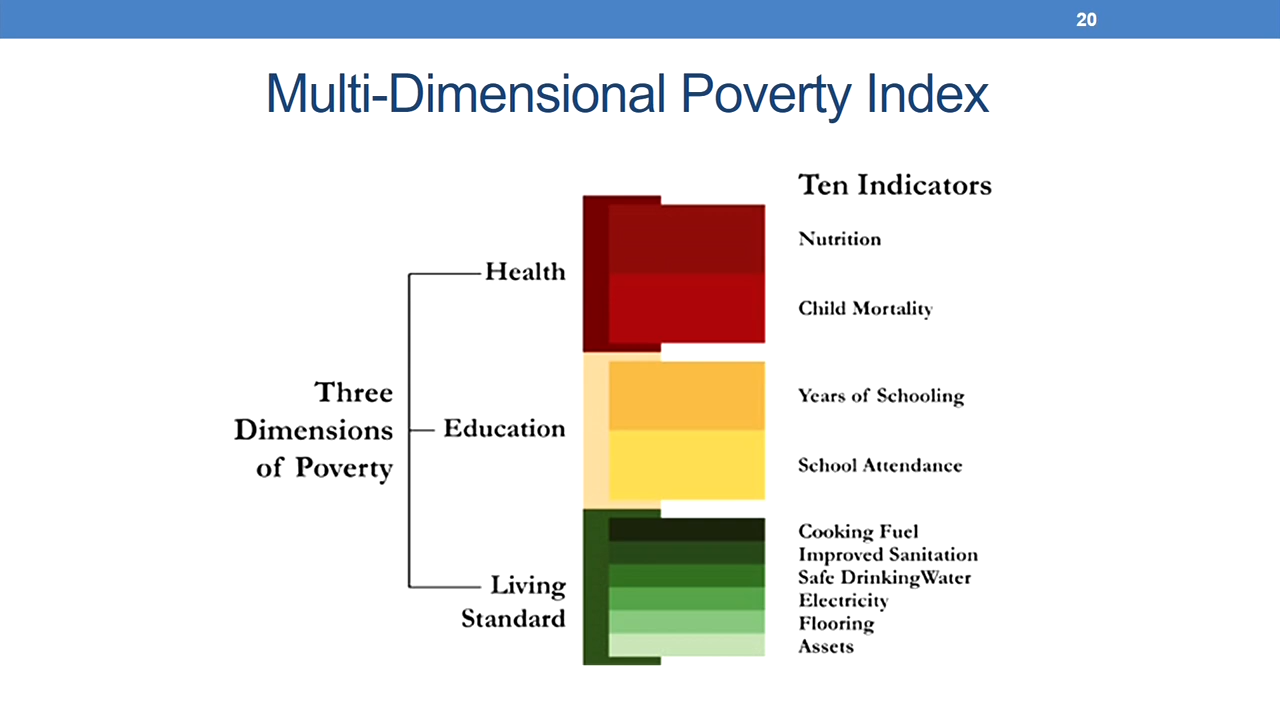 20
Multi-Dimensional Poverty Index
Ten Indicators
Nutrition
Health
Child Mortality
Three
Dimensions
of Poverty
Years of Schooling
Education
School Attendance
Cooking Fuel
Improved Sanitation
Safe DrinkingWater
Living
Standard
Electricity
Flooring
Assets